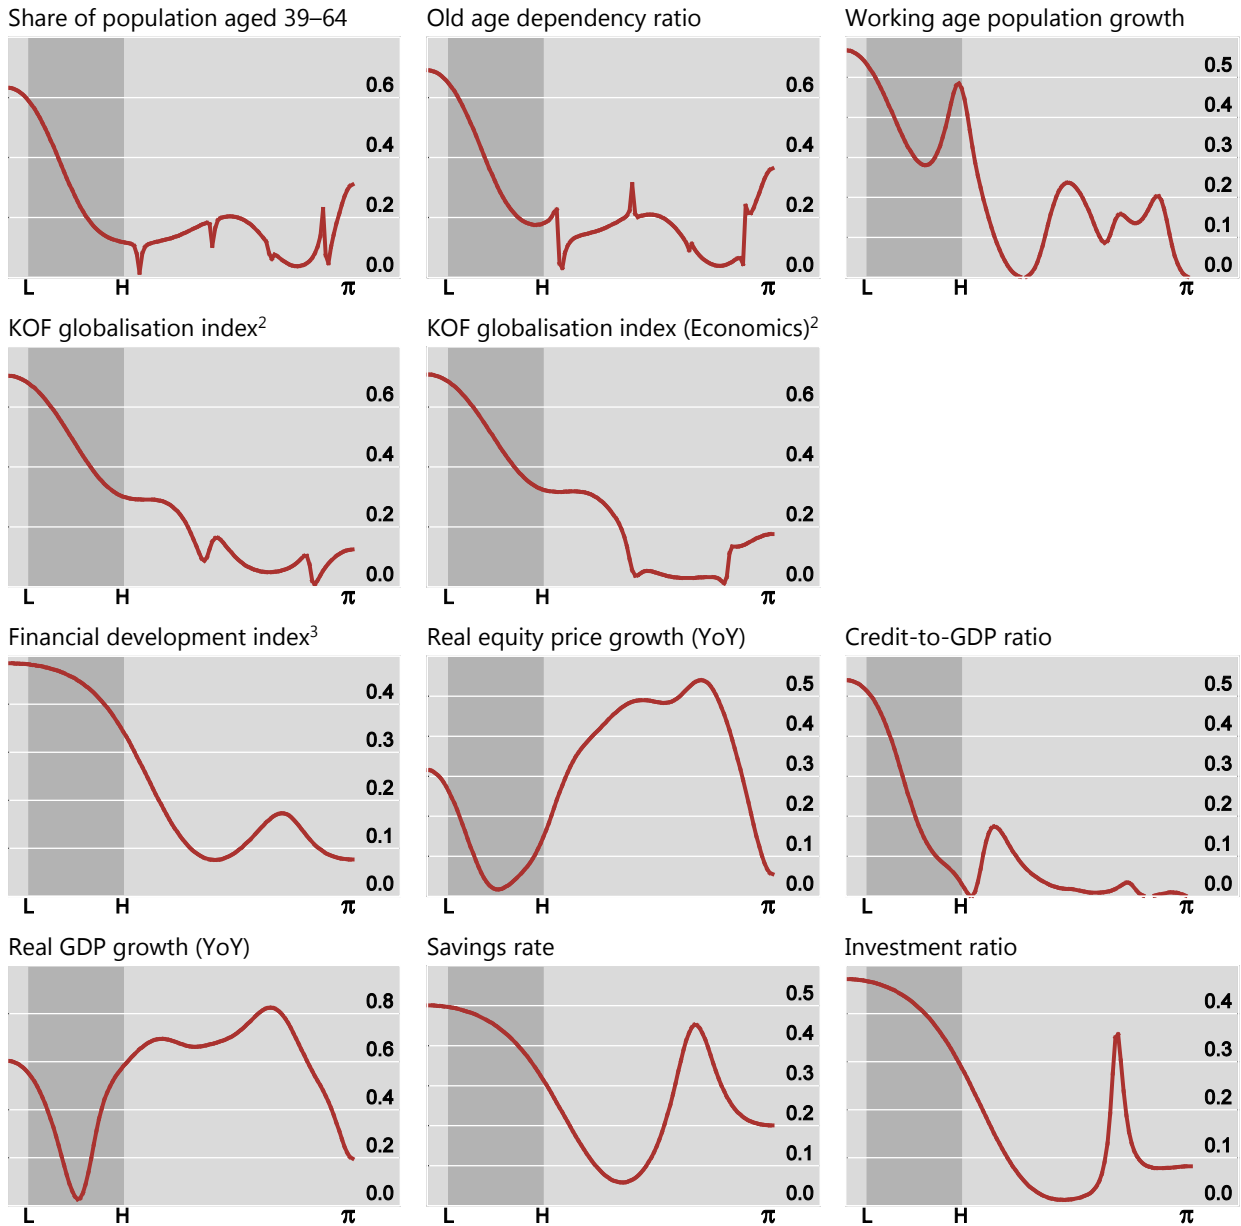 Share of population aged 39–64
Old age dependency ratio
Working age population growth
0.6
0.4
0.2
0.0
L H π
0.6
0.4
0.2
0.0
L H π
0.5
0.4
0.3
0.2
0.1
0.0
L H π
KOF globalisation index²
KOF globalisation index (Economics)²
0.6
0.4
0.2
0.0
L H π
0.6
0.4
0.2
0.0
L H π
Financial development index³
Real equity price growth (YoY)
Credit-to-GDP ratio
0.4
0.3
0.2
0.1
0.0
L H π
0.5
0.4
0.3
0.2
0.1
0.0
L H π
0.5
0.4
0.3
0.2
0.1
0.0
L H π
Real GDP growth (YoY)
Savings rate
Investment ratio
0.8
0.6
0.4
0.2
0.0
L H π
0.5
0.4
0.3
0.2
0.1
0.0
L H π
0.4
0.3
0.2
0.1
0.0
L H π